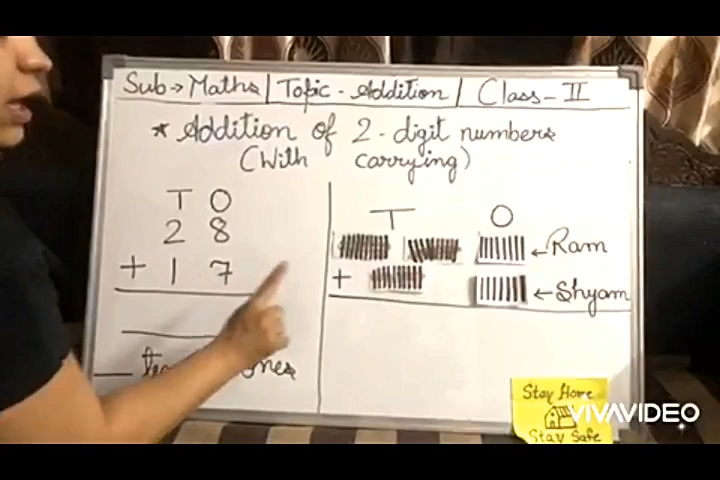 Sub → Maths | Topic - Addition | Class - II
* Addition of 2-digit numbers
(With carrying)
T O
2 8
+ 1 7
tens ones
T O
← Ram
+ ← Shyam
Stay Home
Stay Safe
VIVAVIDEO